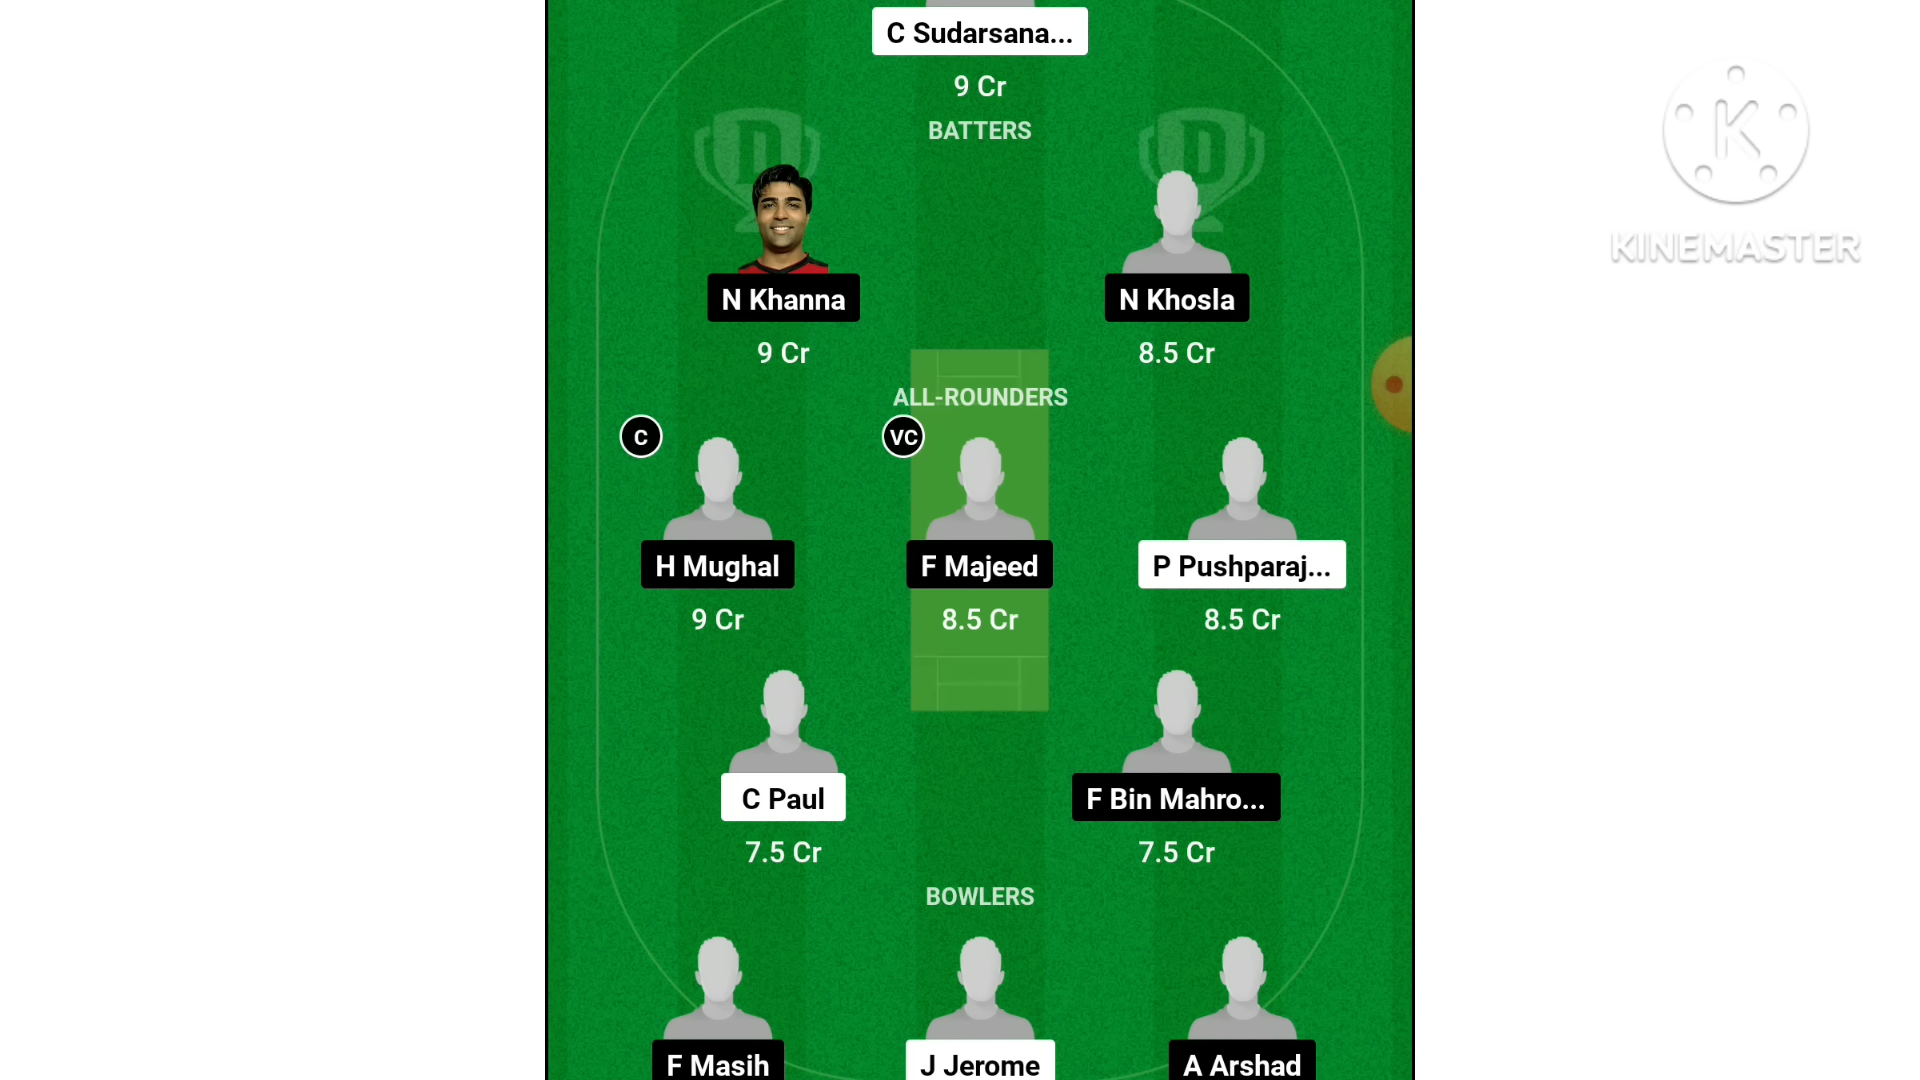 C Sudarsana...
9 Cr
BATTERS
N Khanna
N Khosla
9 Cr
8.5 Cr
ALL-ROUNDERS
C
VC
H Mughal
F Majeed
P Pushparaj...
9 Cr
8.5 Cr
8.5 Cr
C Paul
F Bin Mahro...
7.5 Cr
7.5 Cr
BOWLERS
F Masih
J Jerome
A Arshad
K
KINEMASTER